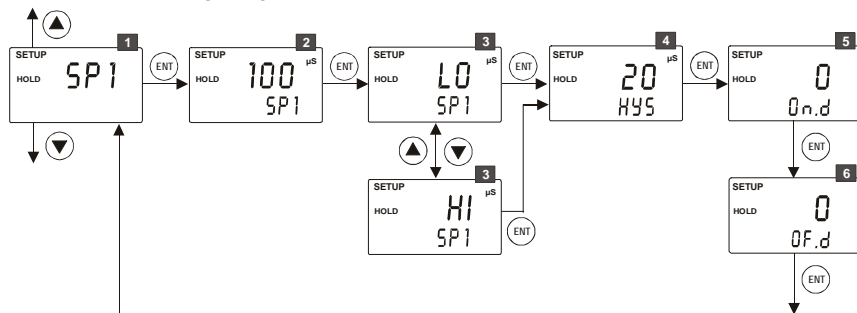 1
SETUP
HOLD
SP1
ENT
2
SETUP
µS
HOLD
100
SP1
ENT
3
SETUP
µS
HOLD
LO
SP1
ENT
4
SETUP
µS
HOLD
20
HYS
ENT
5
SETUP
HOLD
0
On.d
ENT
3
SETUP
µS
HOLD
HI
SP1
ENT
6
SETUP
HOLD
0
OF.d
ENT